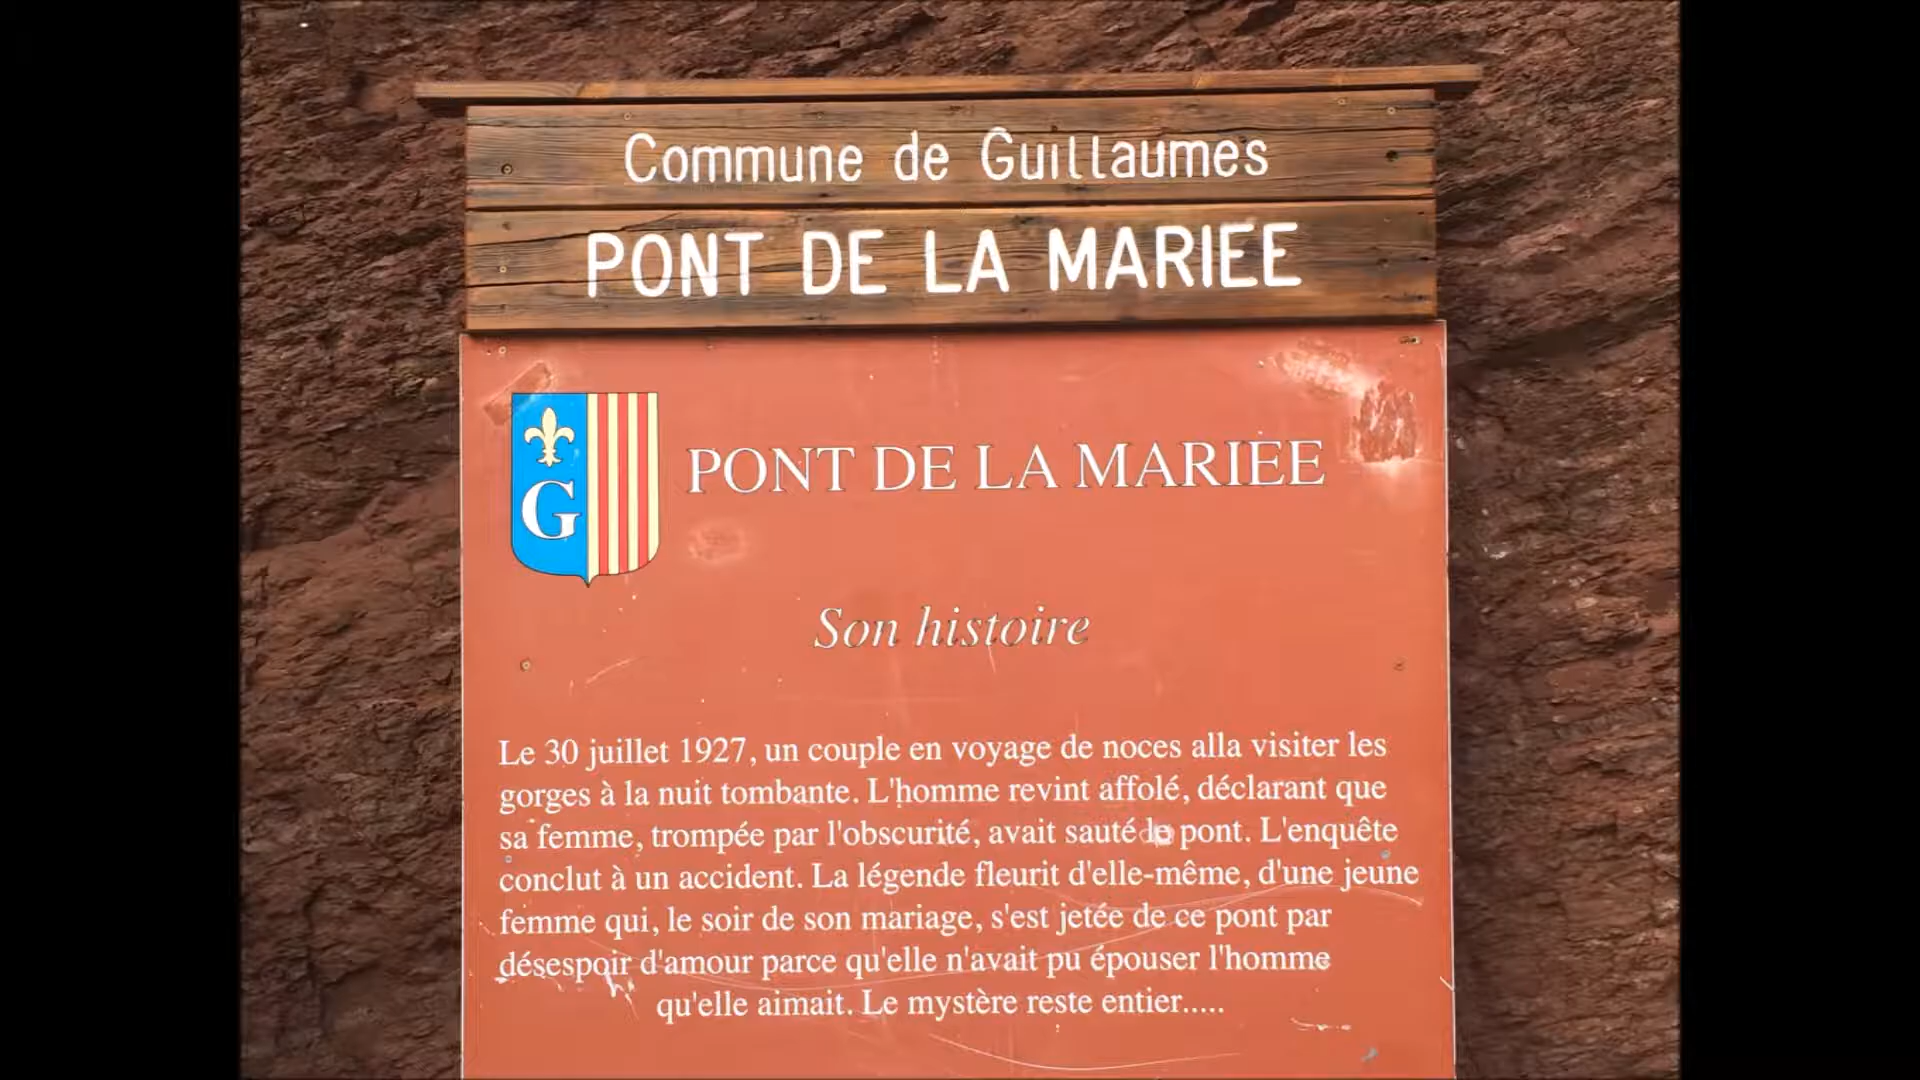 Commune de Guillaumes
PONT DE LA MARIEE
G
PONT DE LA MARIEE
Son histoire
Le 30 juillet 1927, un couple en voyage de noces alla visiter les
gorges à la nuit tombante. L'homme revint affolé, déclarant que
sa femme, trompée par l'obscurité, avait sauté le pont. L'enquête
conclut à un accident. La légende fleurit d'elle-même, d'une jeune
femme qui, le soir de son mariage, s'est jetée de ce pont par
désespoir d'amour parce qu'elle n'avait pu épouser l'homme
qu'elle aimait. Le mystère reste entier.....